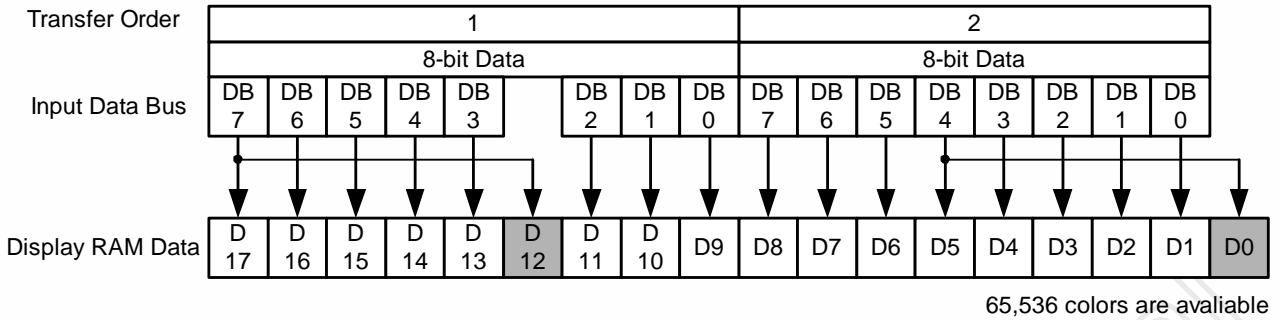 Transfer Order 1 2
8-bit Data 8-bit Data
Input Data Bus DB 7 DB 6 DB 5 DB 4 DB 3 DB 2 DB 1 DB 0 DB 7 DB 6 DB 5 DB 4 DB 3 DB 2 DB 1 DB 0
Display RAM Data D 17 D 16 D 15 D 14 D 13 D 12 D 11 D 10 D9 D8 D7 D6 D5 D4 D3 D2 D1 D0
65,536 colors are avaliable